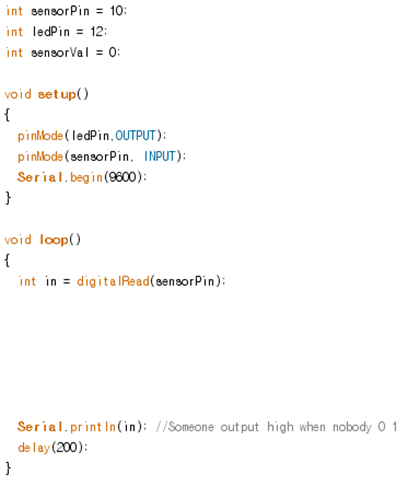 int sensorPin = 10;
int ledPin = 12;
int sensorVal = 0;
void setup()
{
pinMode(ledPin,OUTPUT);
pinMode(sensorPin, INPUT);
Serial.begin(9600);
}
void loop()
{
int in = digitalRead(sensorPin);
Serial.println(in); //Someone output high when nobody 0 1
delay(200);
}